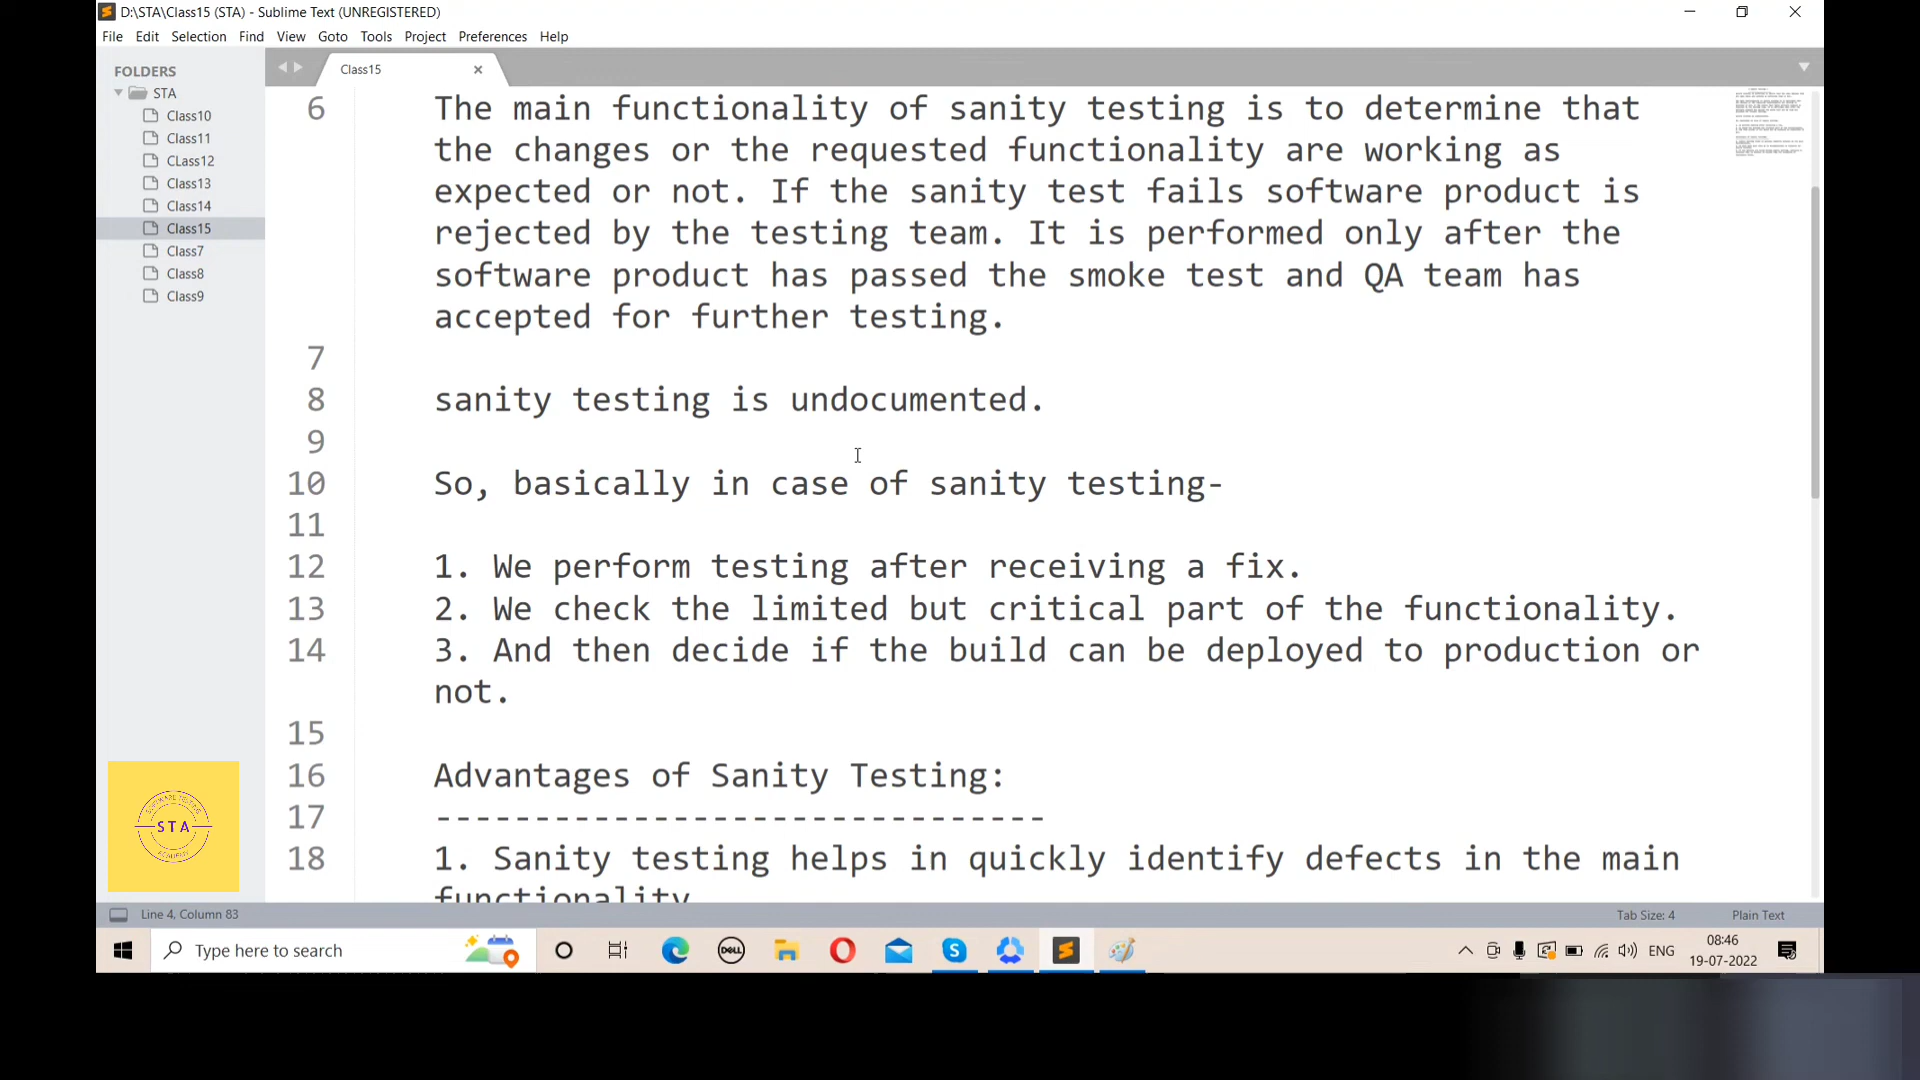 D:\STA\Class15 (STA) - Sublime Text (UNREGISTERED)
File Edit Selection Find View Goto Tools Project Preferences Help
FOLDERS
STA
Class10
Class11
CLass12
Class13
Class14
Class15
Class7
Class8
Class9
Class15
6 The main functionality of sanity testing is to determine that
the changes or the requested functionality are working as
expected or not. If the sanity test fails software product is
rejected by the testing team. It is performed only after the
software product has passed the smoke test and QA team has
accepted for further testing.
7
8 sanity testing is undocumented.
9
10 So, basically in case of sanity testing-
11
12 1. We perform testing after receiving a fix.
13 2. We check the limited but critical part of the functionality.
14 3. And then decide if the build can be deployed to production or
not.
15
16 Advantages of Sanity Testing:
17 -------------------------------
18 1. Sanity testing helps in quickly identify defects in the main
functionality
SOFTWARE TESTING
STA
ACADEMY
Line 4, Column 83
Tab Size: 4
Plain Text
Type here to search
DELL
ENG
08:46
19-07-2022